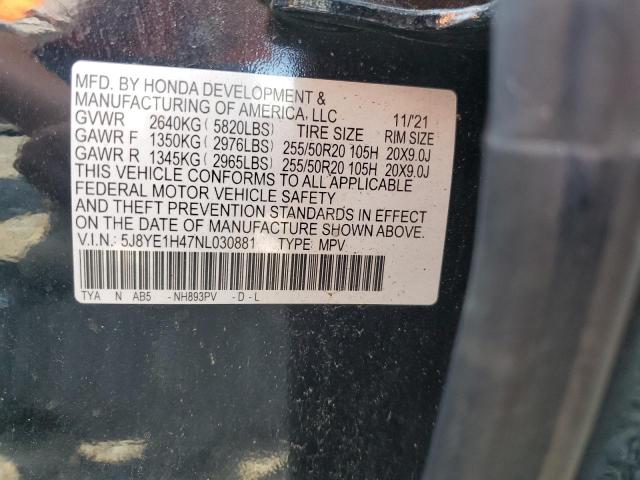 MFD. BY HONDA DEVELOPMENT &
MANUFACTURING OF AMERICA, LLC 11/21
GVWR 2640KG ( 5820LBS) TIRE SIZE RIM SIZE
GAWR F 1350KG ( 2976LBS) 255/50R20 105H 20X9.0J
GAWR R 1345KG ( 2965LBS) 255/50R20 105H 20X9.0J
THIS VEHICLE CONFORMS TO ALL APPLICABLE
FEDERAL MOTOR VEHICLE SAFETY
AND THEFT PREVENTION STANDARDS IN EFFECT
ON THE DATE OF MANUFACTURE SHOWN ABOVE.
V.I.N.: 5J8YE1H47NL030881 TYPE: MPV
TYA N AB5 - NH893PV - D - L